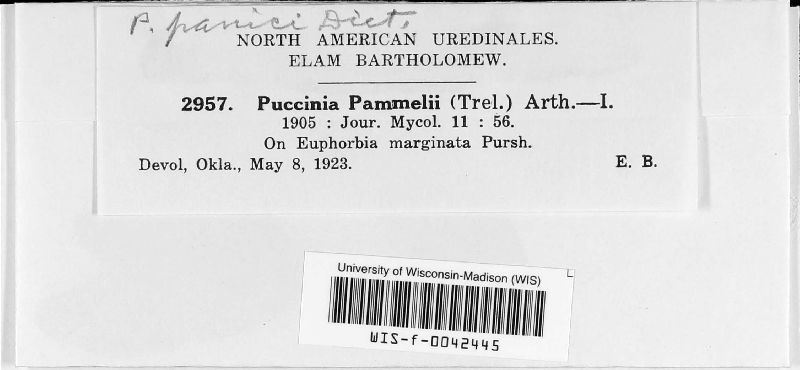 P. panici Diet.
NORTH AMERICAN UREDINALES.
ELAM BARTHOLOMEW.
2957. Puccinia Pammelii (Trel.) Arth.—I.
1905 : Jour. Mycol. 11 : 56.
On Euphorbia marginata Pursh.
Devol, Okla., May 8, 1923. E. B.
University of Wisconsin-Madison (WIS)
WIS-f-0042445